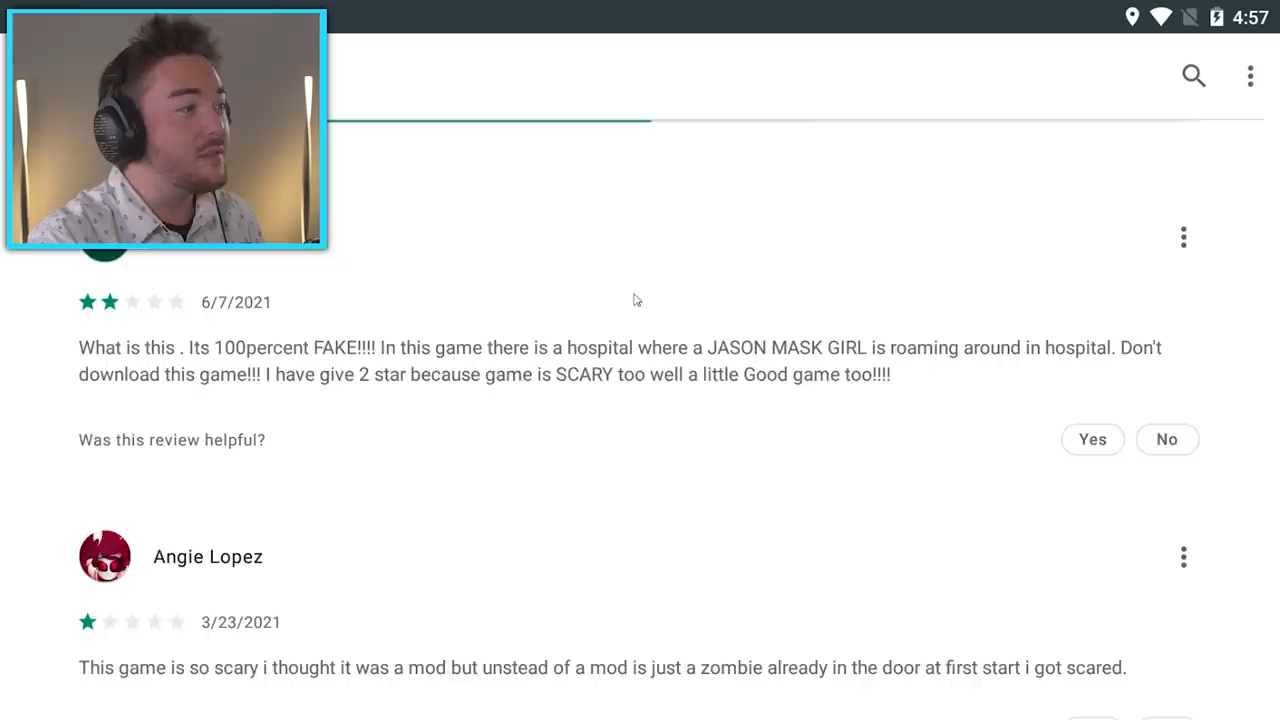 4:57
6/7/2021
What is this . Its 100percent FAKE!!!! In this game there is a hospital where a JASON MASK GIRL is roaming around in hospital. Don't
download this game!!! I have give 2 star because game is SCARY too well a little Good game too!!!!
Was this review helpful?
Yes
No
Angie Lopez
3/23/2021
This game is so scary i thought it was a mod but unstead of a mod is just a zombie already in the door at first start i got scared.